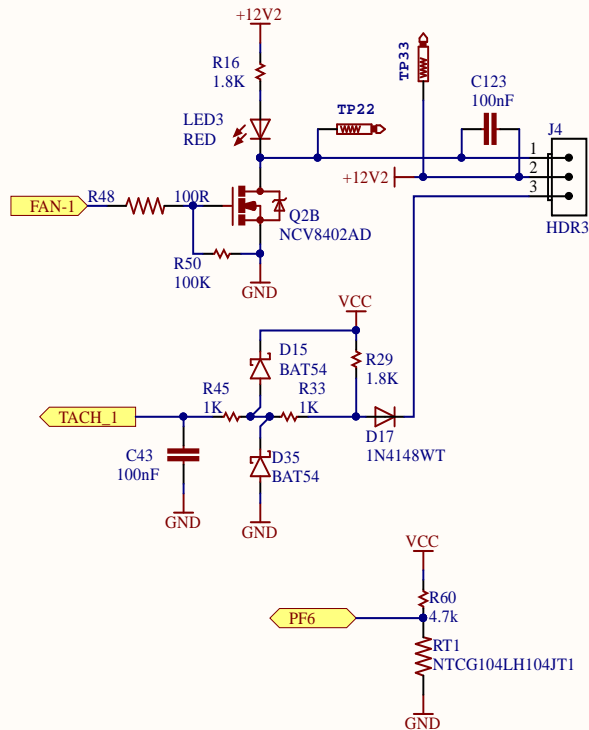 +12V2
R16
1.8K
TP33
C123
100nF
LED3
RED
TP22
J4
1
2
3
+12V2
FAN-1
R48
100R
Q2B
NCV8402AD
HDR3
R50
100K
GND
VCC
D15
BAT54
R29
1.8K
R45
1K
R33
1K
TACH_1
D17
1N4148WT
C43
100nF
D35
BAT54
GND
GND
VCC
R60
4.7k
PF6
RT1
NTCG104LH104JT1
GND